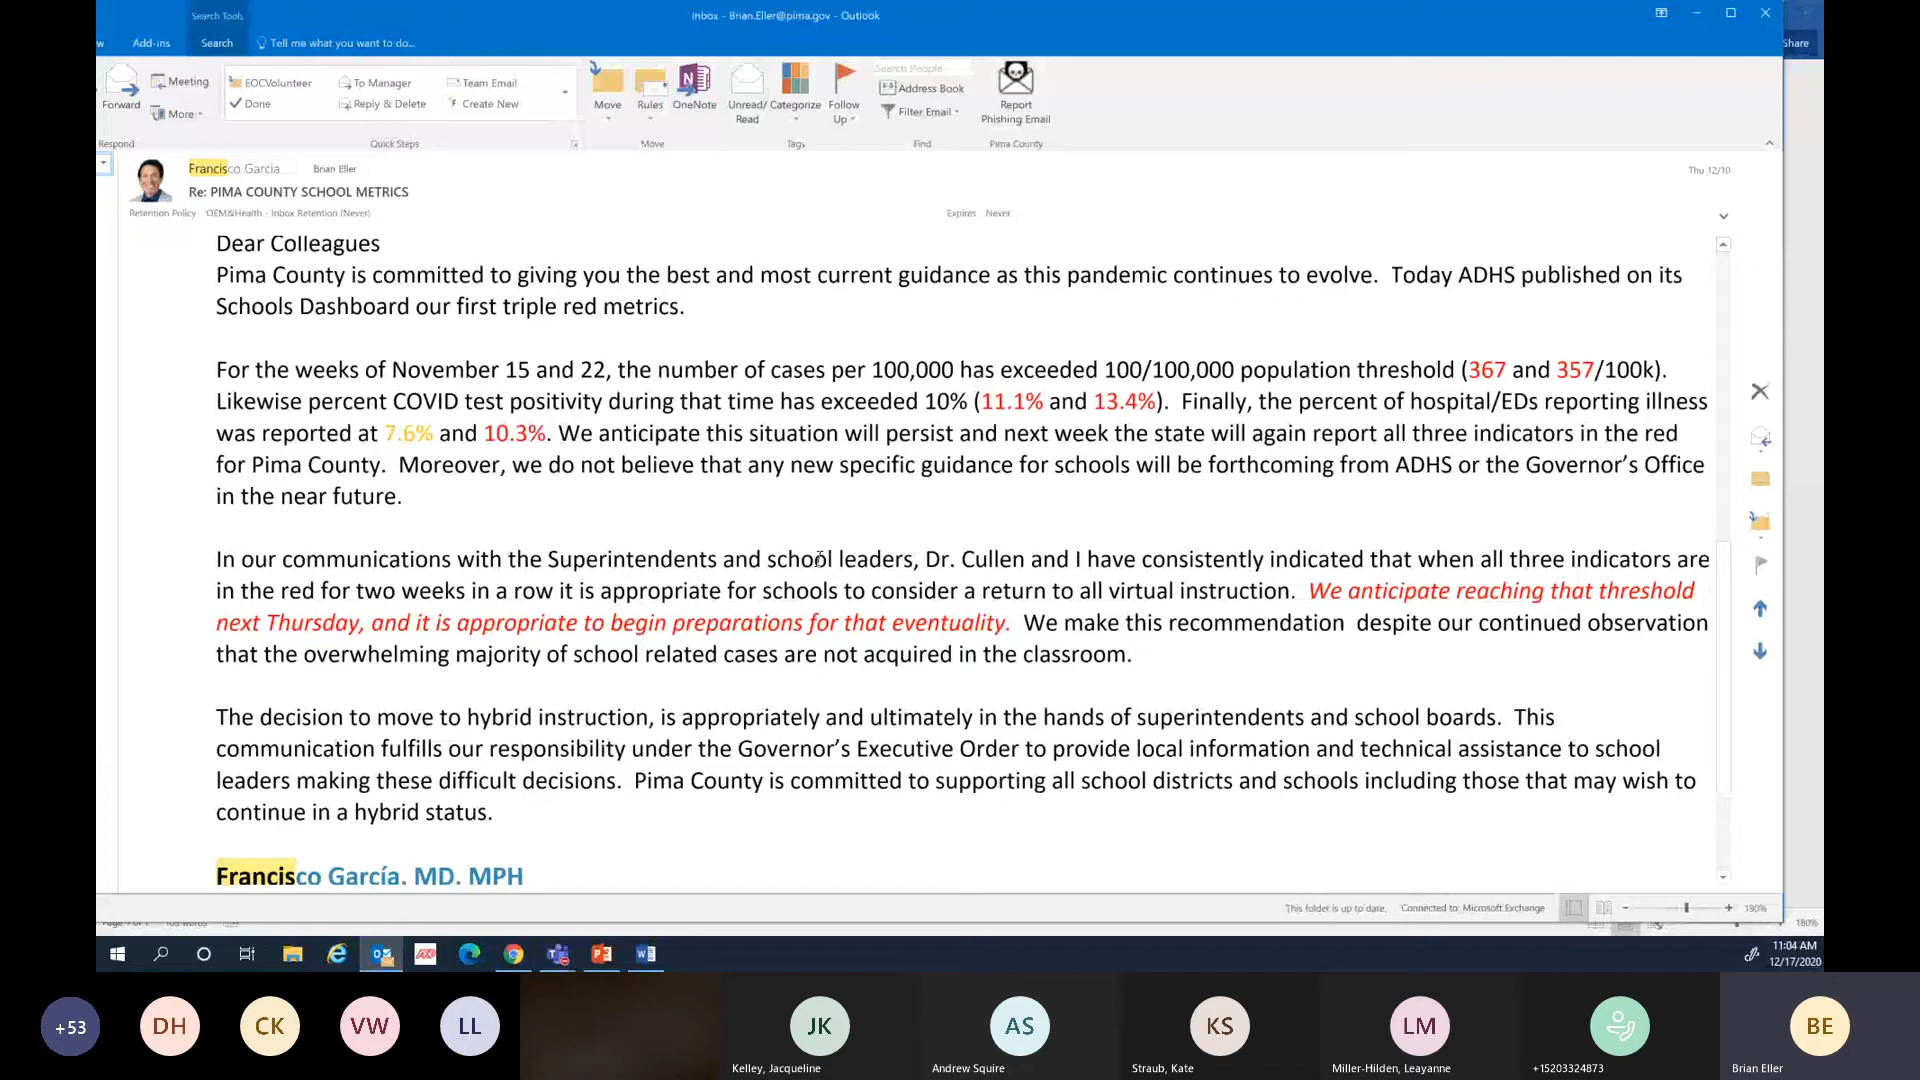 Search Tools
Inbox - Brian.Eller@pima.gov - Outlook
Add-ins Search Tell me what you want to do...
Share
Forward
Meeting
More
EOCVolunteer To Manager Team Email
Done Reply & Delete Create New
Move Rules OneNote Unread/ Read Categorize Follow Up
Search People
Address Book
Filter Email
Report Phishing Email
Respond Quick Steps Move Tags Find Pima County
Francisco Garcia Brian Eller
Thu 12/10
Re: PIMA COUNTY SCHOOL METRICS
Retention Policy OEM&Health - Inbox Retention (Never) Expires Never
Dear Colleagues
Pima County is committed to giving you the best and most current guidance as this pandemic continues to evolve. Today ADHS published on its
Schools Dashboard our first triple red metrics.
For the weeks of November 15 and 22, the number of cases per 100,000 has exceeded 100/100,000 population threshold (367 and 357/100k).
Likewise percent COVID test positivity during that time has exceeded 10% (11.1% and 13.4%). Finally, the percent of hospital/EDs reporting illness
was reported at 7.6% and 10.3%. We anticipate this situation will persist and next week the state will again report all three indicators in the red
for Pima County. Moreover, we do not believe that any new specific guidance for schools will be forthcoming from ADHS or the Governor's Office
in the near future.
In our communications with the Superintendents and school leaders, Dr. Cullen and I have consistently indicated that when all three indicators are
in the red for two weeks in a row it is appropriate for schools to consider a return to all virtual instruction. We anticipate reaching that threshold
next Thursday, and it is appropriate to begin preparations for that eventuality. We make this recommendation despite our continued observation
that the overwhelming majority of school related cases are not acquired in the classroom.
The decision to move to hybrid instruction, is appropriately and ultimately in the hands of superintendents and school boards. This
communication fulfills our responsibility under the Governor's Executive Order to provide local information and technical assistance to school
leaders making these difficult decisions. Pima County is committed to supporting all school districts and schools including those that may wish to
continue in a hybrid status.
Francisco García, MD, MPH
This folder is up to date. Connected to: Microsoft Exchange 190%
180%
11:04 AM
12/17/2020
+53 DH CK VW LL JK AS KS LM BE
Kelley, Jacqueline Andrew Squire Straub, Kate Miller-Hilden, Leayanne +15203324873 Brian Eller